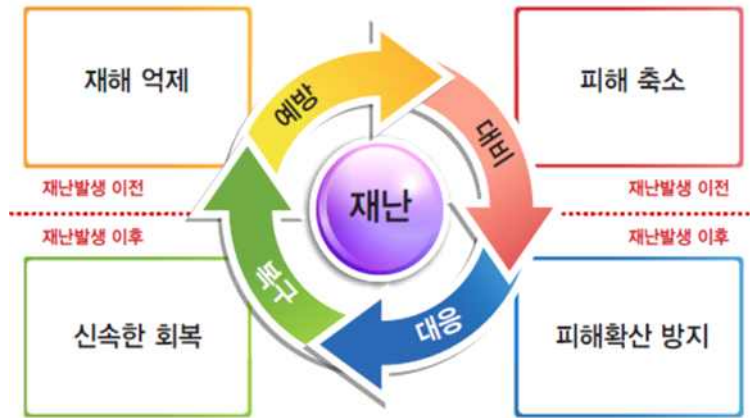 재해 억제
피해 축소
예방
대비
재난발생 이전
재난발생 이전
재난
재난발생 이후
재난발생 이후
복구
대응
신속한 회복
피해확산 방지